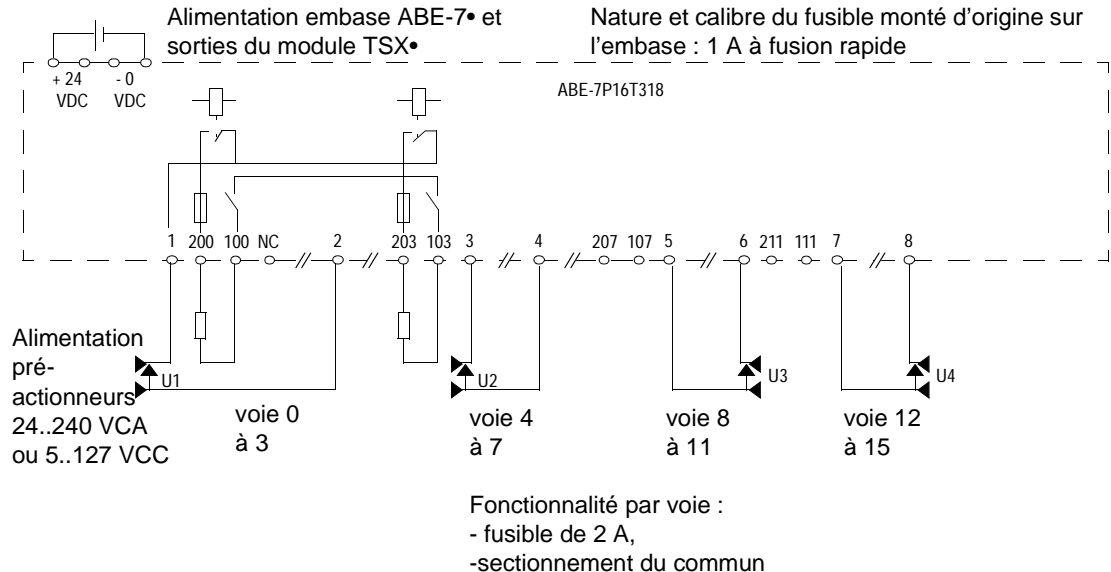 Alimentation embase ABE-7• et
sorties du module TSX•
Nature et calibre du fusible monté d'origine sur
l'embase : 1 A à fusion rapide
+ 24
VDC
- 0
VDC
ABE-7P16T318
1 200 100 NC 2 203 103 3 4 207 107 5 6 211 111 7 8
Alimentation
pré-
actionneurs
24..240 VCA
ou 5..127 VCC
U1
U2
U3
U4
voie 0
à 3
voie 4
à 7
voie 8
à 11
voie 12
à 15
Fonctionnalité par voie :
- fusible de 2 A,
-sectionnement du commun